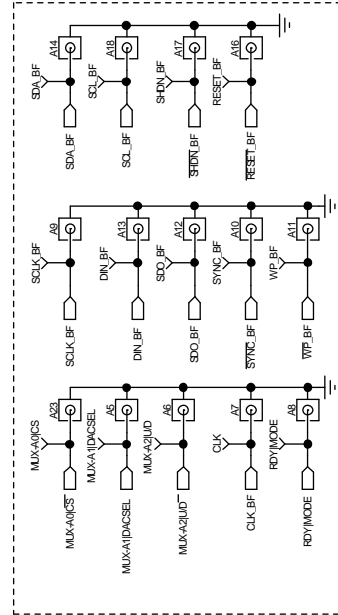 MUX-A0|CS
A23
MUX-A0|CS
MUX-A1|DACSEL
A5
MUX-A1|DACSEL
MUX-A2|U/D
A6
MUX-A2|U/D
CLK
A7
CLK_BF
RDY|MODE
A8
RDY|MODE
SCLK_BF
A9
SCLK_BF
DIN_BF
A13
DIN_BF
SDO_BF
A12
SDO_BF
SYNC_BF
A10
SYNC_BF
WP_BF
A11
WP_BF
SDA_BF
A14
SDA_BF
SCL_BF
A18
SCL_BF
SHDN_BF
A17
SHDN_BF
RESET_BF
A16
RESET_BF